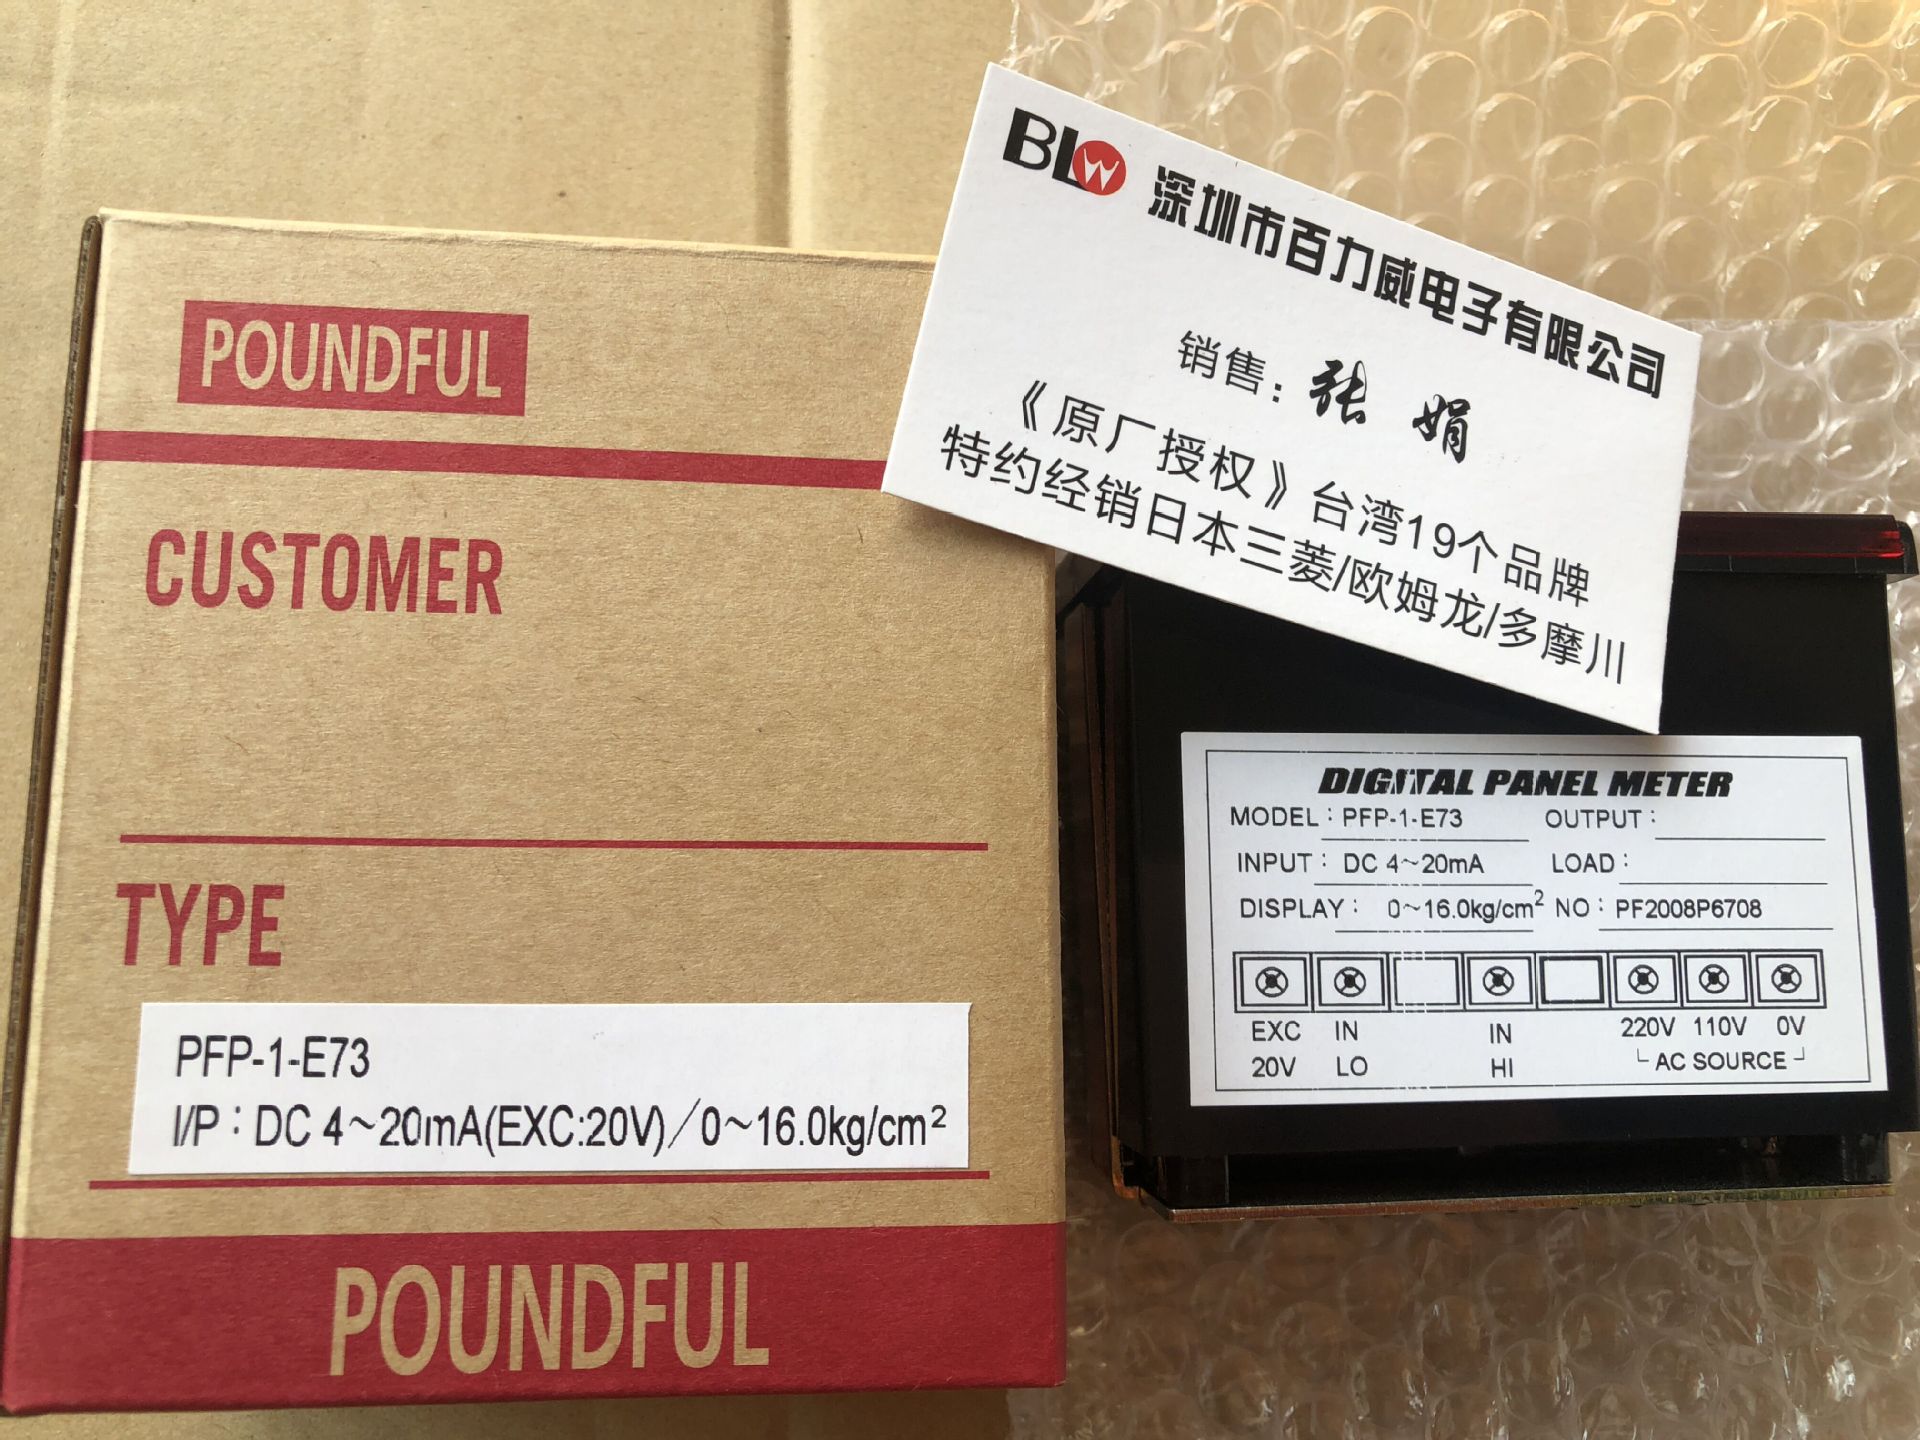 POUNDFUL
CUSTOMER
TYPE
PFP-1-E73
I/P：DC 4～20mA(EXC:20V)／0～16.0kg/cm²
POUNDFUL
BLW 深圳市百力威电子有限公司
销售：张 娟
《原厂授权》台湾19个品牌
特约经销日本三菱/欧姆龙/多摩川
DIGITAL PANEL METER
MODEL：PFP-1-E73 OUTPUT：
INPUT：DC 4～20mA LOAD：
DISPLAY：0～16.0kg/cm² NO：PF2008P6708
EXC IN IN 220V 110V 0V
20V LO HI AC SOURCE